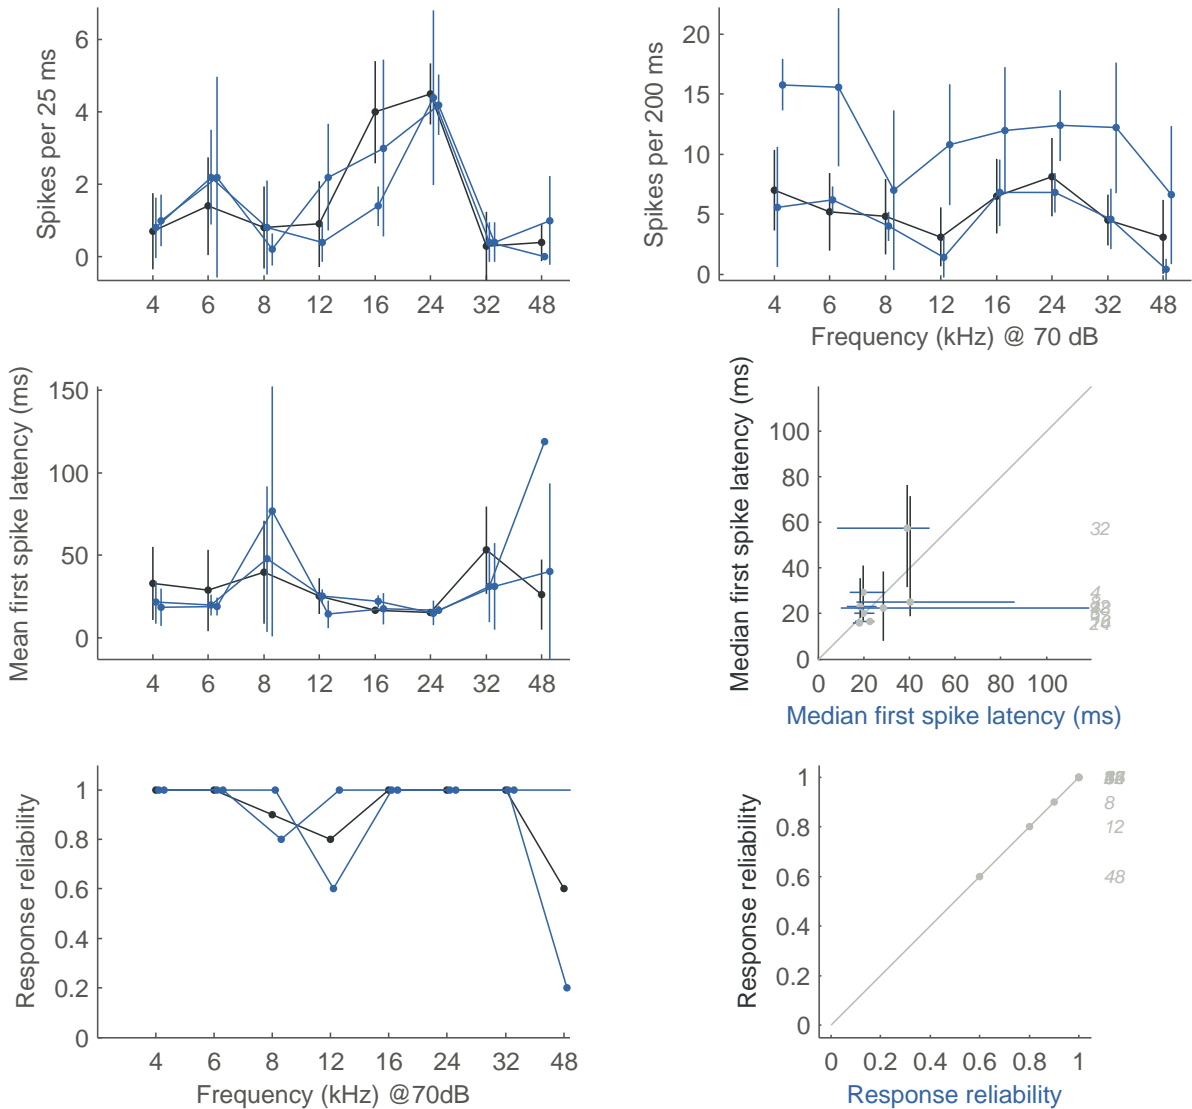 Spikes per 25 ms
6
4
2
0
4 6 8 12 16 24 32 48
Spikes per 200 ms
20
15
10
5
0
4 6 8 12 16 24 32 48
Frequency (kHz) @ 70 dB
Mean first spike latency (ms)
150
100
50
0
4 6 8 12 16 24 32 48
Median first spike latency (ms)
100
80
60
40
20
0
0 20 40 60 80 100
Median first spike latency (ms)
32
4
24
Response reliability
1
0.8
0.6
0.4
0.2
0
4 6 8 12 16 24 32 48
Frequency (kHz) @70dB
Response reliability
1
0.8
0.6
0.4
0.2
0
0 0.2 0.4 0.6 0.8 1
Response reliability
8
12
48